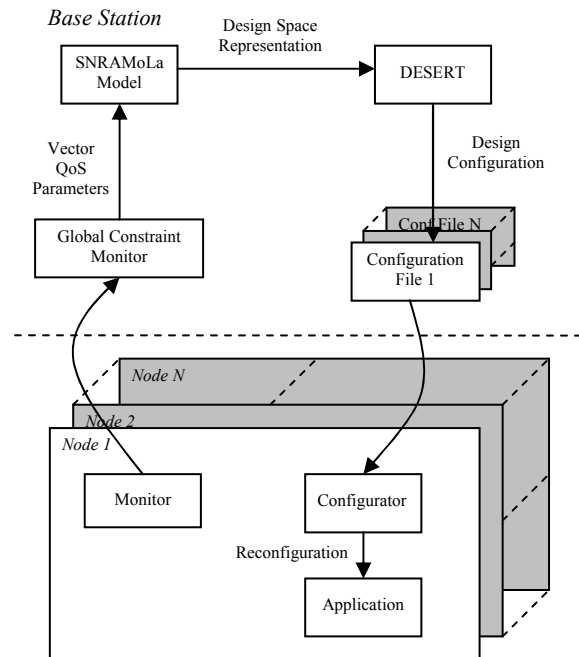 Base Station
Design Space
Representation
SNRAMoLa
Model
DESERT
Vector
QoS
Parameters
Design
Configuration
Conf File N
Global Constraint
Monitor
Configuration
File 1
Node N
Node 2
Node 1
Monitor
Configurator
Reconfiguration
Application